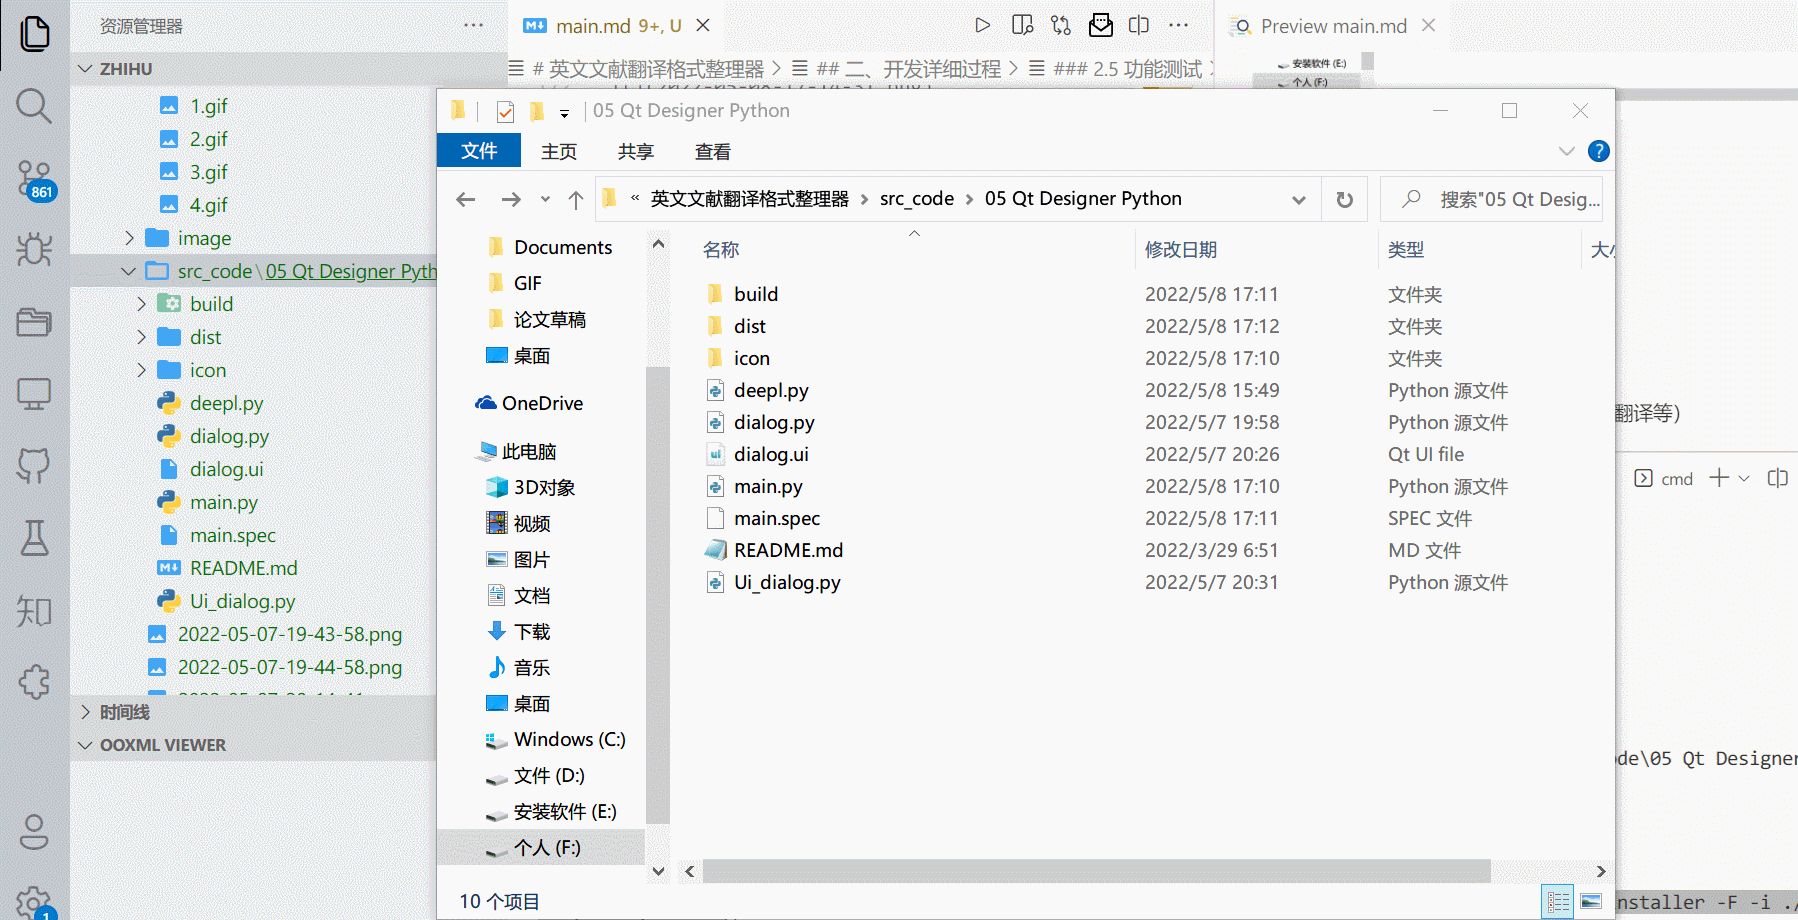 资源管理器
ZHIHU
1.gif
2.gif
3.gif
4.gif
image
src_code\05 Qt Designer Pyth
build
dist
icon
deepl.py
dialog.py
dialog.ui
main.py
main.spec
README.md
Ui_dialog.py
2022-05-07-19-43-58.png
2022-05-07-19-44-58.png
时间线
OOXML VIEWER
861
知
1
main.md 9+, U
Preview main.md
# 英文文献翻译格式整理器 > ## 二、开发详细过程 > ### 2.5 功能测试 >
安装软件 (E:)
个人 (F:)
05 Qt Designer Python
文件 主页 共享 查看
« 英文文献翻译格式整理器 > src_code > 05 Qt Designer Python
搜索"05 Qt Desig...
Documents
GIF
论文草稿
桌面
OneDrive
此电脑
3D对象
视频
图片
文档
下载
音乐
桌面
Windows (C:)
文件 (D:)
安装软件 (E:)
个人 (F:)
名称 修改日期 类型 大小
build 2022/5/8 17:11 文件夹
dist 2022/5/8 17:12 文件夹
icon 2022/5/8 17:10 文件夹
deepl.py 2022/5/8 15:49 Python 源文件
dialog.py 2022/5/7 19:58 Python 源文件
dialog.ui 2022/5/7 20:26 Qt UI file
main.py 2022/5/8 17:10 Python 源文件
main.spec 2022/5/8 17:11 SPEC 文件
README.md 2022/3/29 6:51 MD 文件
Ui_dialog.py 2022/5/7 20:31 Python 源文件
10 个项目
翻译等)
cmd
de\05 Qt Designer
nstaller -F -i ./